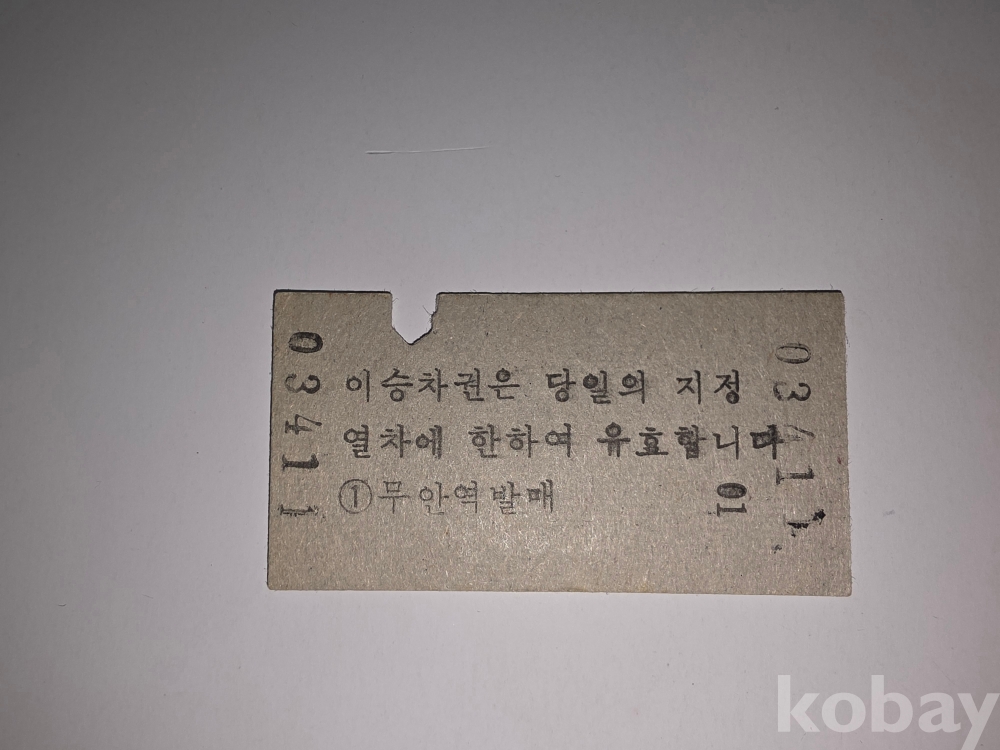 03411
이승차권은 당일의 지정
열차에 한하여 유효합니다
①무안역발매
01
03411
kobay